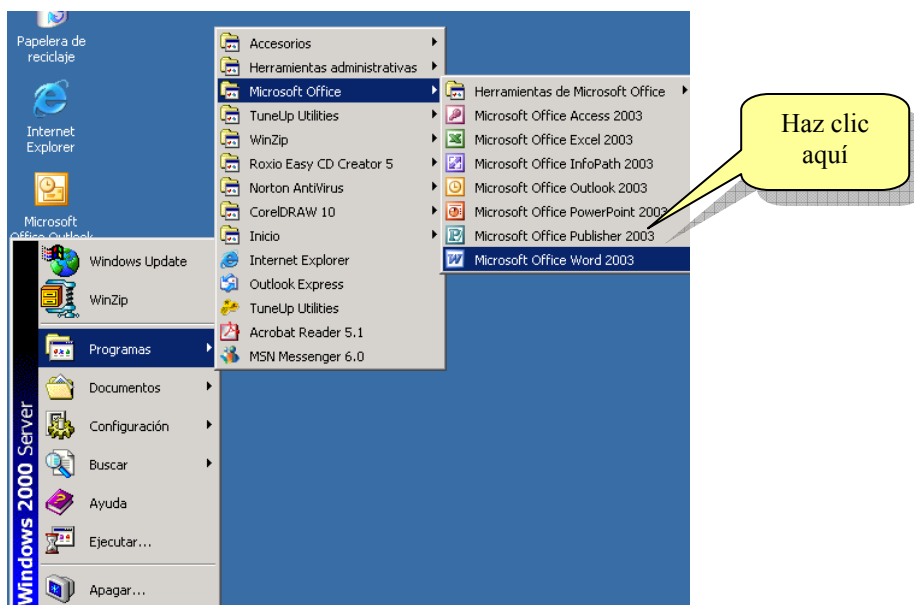 Papelera de
reciclaje
Internet
Explorer
Microsoft
Office Outlook
Windows Update
WinZip
Programas
Documentos
Configuración
Buscar
Ayuda
Ejecutar...
Apagar...
Windows 2000 Server
Accesorios
Herramientas administrativas
Microsoft Office
TuneUp Utilities
WinZip
Roxio Easy CD Creator 5
Norton AntiVirus
CorelDRAW 10
Inicio
Internet Explorer
Outlook Express
TuneUp Utilities
Acrobat Reader 5.1
MSN Messenger 6.0
Herramientas de Microsoft Office
Microsoft Office Access 2003
Microsoft Office Excel 2003
Microsoft Office InfoPath 2003
Microsoft Office Outlook 2003
Microsoft Office PowerPoint 2003
Microsoft Office Publisher 2003
Microsoft Office Word 2003
Haz clic
aquí